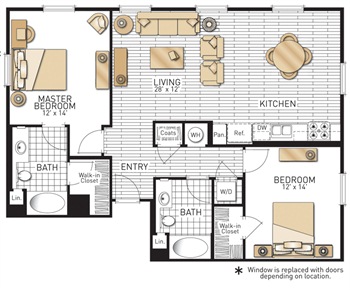 LIVING
28' x 12'
KITCHEN
MASTER
BEDROOM
12' x 14'
Coats
WH
Pan.
Ref.
DW
BATH
Walk-in
Closet
ENTRY
BEDROOM
12' x 14'
Lin.
W/D
BATH
Walk-in
Closet
Lin.
* Window is replaced with doors
depending on location.